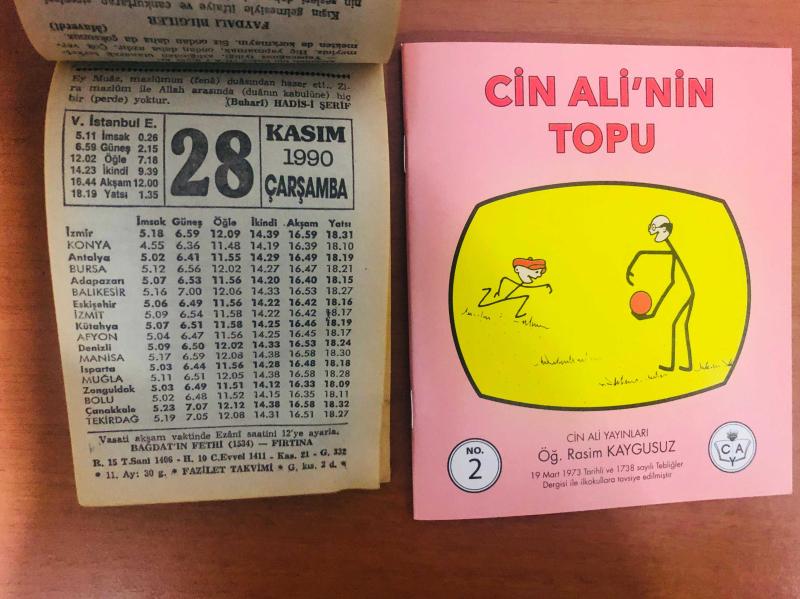 Kışın gelmesiyle itfaiye ve cankurtaran
FAYDALI BİLGİLER
(Maverdi)
mekten de korkmayın. Siz ondan daha da çoksunuz.
Ey Muâz, mazlûmun (fenâ) duâsından hazer et!.. Zi-
ra mazlûm ile Allah arasında (duânın kabulüne) hiç
bir (perde) yoktur. (Buhari) HADİS-İ ŞERİF
V. İstanbul E.
5.11 İmsak 0.26
6.59 Güneş 2.15
12.02 Öğle 7.18
14.23 İkindi 9.39
16.44 Akşam 12.00
18.19 Yatsı 1.35
28
KASIM
1990
ÇARŞAMBA
İmsak Güneş Öğle İkindi Akşam Yatsı
İzmir 5.18 6.59 12.09 14.39 16.59 18.31
KONYA 4.55 6.36 11.48 14.19 16.39 18.10
Antalya 5.02 6.41 11.55 14.29 16.49 18.19
BURSA 5.12 6.56 12.02 14.27 16.47 18.21
Adapazarı 5.07 6.53 11.56 14.20 16.40 18.15
BALIKESİR 5.16 7.00 12.06 14.33 16.53 18.27
Eskişehir 5.06 6.49 11.56 14.22 16.42 18.16
İZMİT 5.09 6.54 11.58 14.22 16.42 18.17
Kütahya 5.07 6.51 11.58 14.25 16.46 18.19
AFYON 5.04 6.47 11.56 14.25 16.45 18.17
Denizli 5.09 6.50 12.02 14.33 16.53 18.24
MANİSA 5.17 6.59 12.08 14.38 16.58 18.30
Isparta 5.03 6.44 11.56 14.28 16.48 18.18
MUĞLA 5.11 6.51 12.05 14.38 16.58 18.28
Zonguldak 5.03 6.49 11.51 14.12 16.33 18.09
BOLU 5.02 6.48 11.52 14.15 16.35 18.11
Çanakkale 5.23 7.07 12.12 14.38 16.58 18.32
TEKİRDAĞ 5.19 7.05 12.08 14.31 16.51 18.27
Vasati akşam vaktinde Ezâni saatini 12'ye ayarla.
BAĞDAT'IN FETHİ (1534) — FIRTINA
R. 15 T.Sani 1406 - H. 10 C.Evvel 1411 - Kas. 21 - G. 332
* 11. Ay: 30 g. * FAZİLET TAKVİMİ * G. kıs. 2 d. *
CİN ALİ'NİN
TOPU
NO.
2
CİN ALİ YAYINLARI
Öğ. Rasim KAYGUSUZ
19 Mart 1973 Tarihli ve 1738 sayılı Tebliğler
Dergisi ile ilkokullara tavsiye edilmiştir
C A
Y